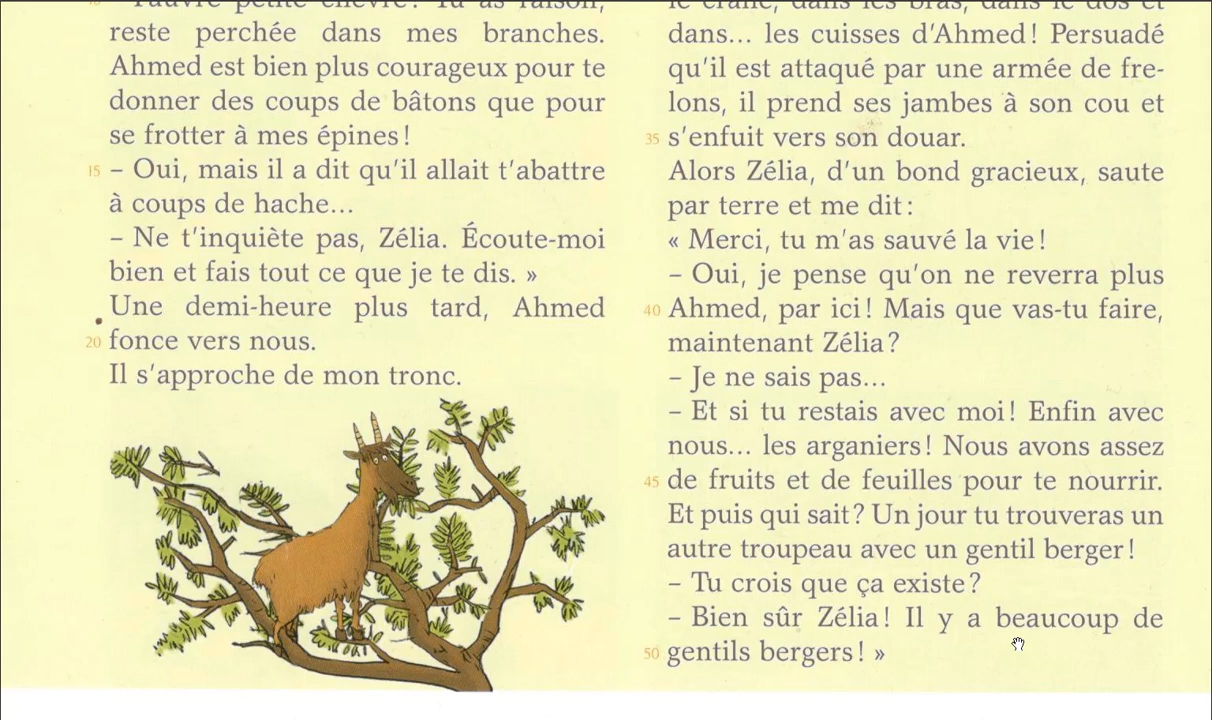 reste perchée dans mes branches.
Ahmed est bien plus courageux pour te
donner des coups de bâtons que pour
se frotter à mes épines !
15 – Oui, mais il a dit qu'il allait t'abattre
à coups de hache...
– Ne t'inquiète pas, Zélia. Écoute-moi
bien et fais tout ce que je te dis. »
Une demi-heure plus tard, Ahmed
20 fonce vers nous.
Il s'approche de mon tronc.
le crâne, dans les bras, dans le dos et
dans... les cuisses d'Ahmed ! Persuadé
qu'il est attaqué par une armée de fre-
lons, il prend ses jambes à son cou et
35 s'enfuit vers son douar.
Alors Zélia, d'un bond gracieux, saute
par terre et me dit :
« Merci, tu m'as sauvé la vie !
– Oui, je pense qu'on ne reverra plus
40 Ahmed, par ici ! Mais que vas-tu faire,
maintenant Zélia ?
– Je ne sais pas...
– Et si tu restais avec moi ! Enfin avec
nous... les arganiers ! Nous avons assez
45 de fruits et de feuilles pour te nourrir.
Et puis qui sait ? Un jour tu trouveras un
autre troupeau avec un gentil berger !
– Tu crois que ça existe ?
– Bien sûr Zélia ! Il y a beaucoup de
50 gentils bergers ! »